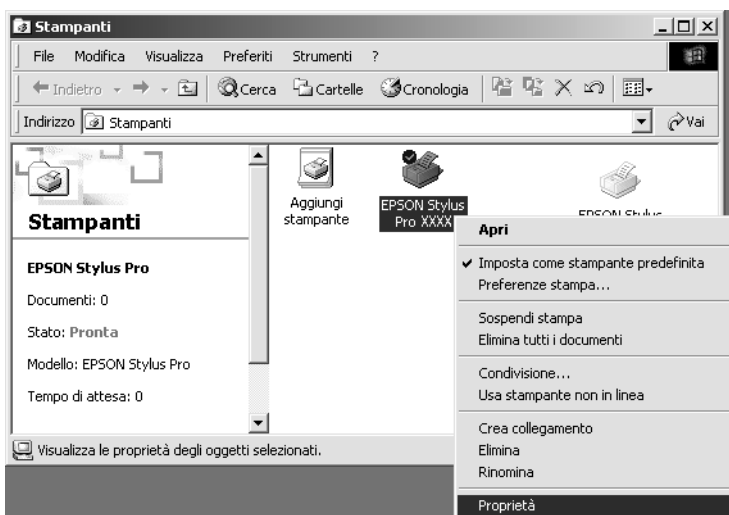 Stampanti
File Modifica Visualizza Preferiti Strumenti ?
Indietro Cerca Cartelle Cronologia
Indirizzo Stampanti Vai
Stampanti
EPSON Stylus Pro
Documenti: 0
Stato: Pronta
Modello: EPSON Stylus Pro
Tempo di attesa: 0
Aggiungi
stampante
EPSON Stylus
Pro XXXX
EPSON Stylus
Apri
Imposta come stampante predefinita
Preferenze stampa...
Sospendi stampa
Elimina tutti i documenti
Condivisione...
Usa stampante non in linea
Crea collegamento
Elimina
Rinomina
Proprietà
Visualizza le proprietà degli oggetti selezionati.